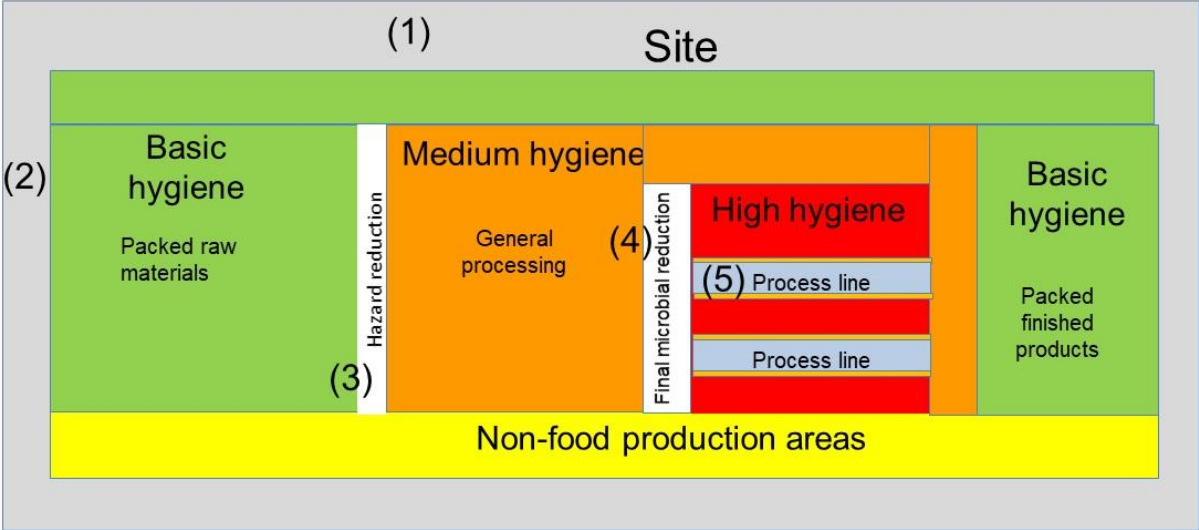 (1)
Site
(2)
Basic
hygiene
Packed raw
materials
Hazard reduction
(3)
Medium hygiene
General
processing
(4)
Final microbial reduction
High hygiene
(5) Process line
Process line
Basic
hygiene
Packed
finished
products
Non-food production areas